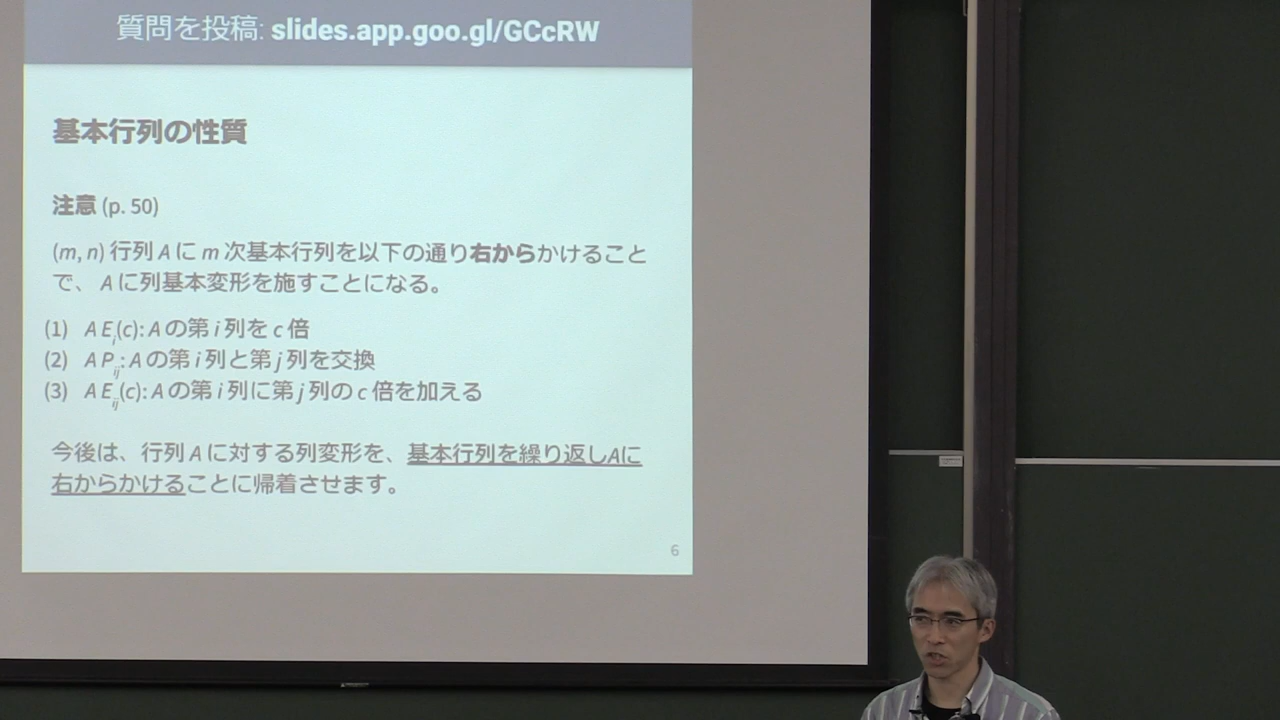 質問を投稿: slides.app.goo.gl/GCcRW
基本行列の性質
注意 (p. 50)
(m, n) 行列 A に m 次基本行列を以下の通り右からかけること
で、 A に列基本変形を施すことになる。
(1) A Ei(c): A の第 i 列を c 倍
(2) A Pij: A の第 i 列と第 j 列を交換
(3) A Eij(c): A の第 i 列に第 j 列の c 倍を加える
今後は、行列 A に対する列変形を、基本行列を繰り返しAに
右からかけることに帰着させます。
6